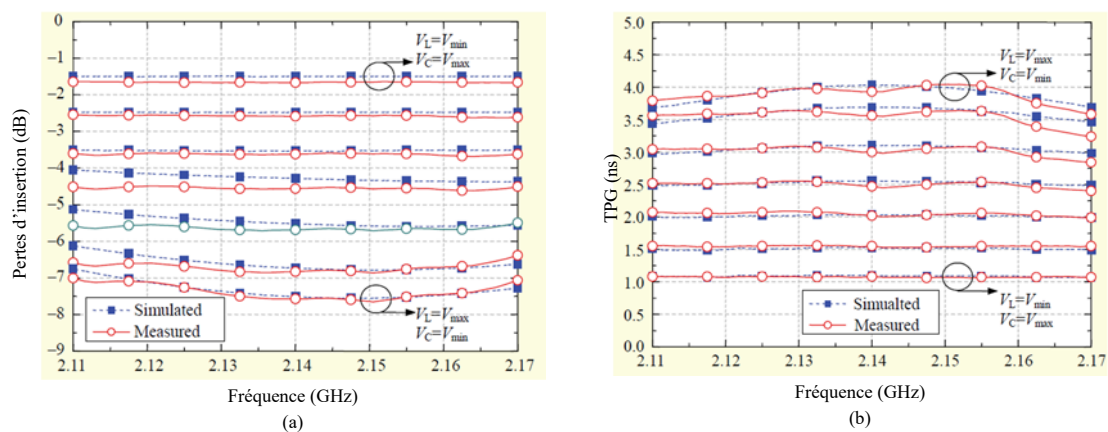 (a)
Pertes d'insertion (dB)
−1
−2
−3
−4
−5
−6
−7
−8
−9
V_L=V_min
V_C=V_max
V_L=V_max
V_C=V_min
Simulated
Measured
2.11 2.12 2.13 2.14 2.15 2.16 2.17
Fréquence (GHz)
(a)
(b)
TPG (ns)
5.0
4.5
4.0
3.5
3.0
2.5
2.0
1.5
1.0
0.5
0.0
V_L=V_max
V_C=V_min
V_L=V_min
V_C=V_max
Simualted
Measured
2.11 2.12 2.13 2.14 2.15 2.16 2.17
Fréquence (GHz)
(b)